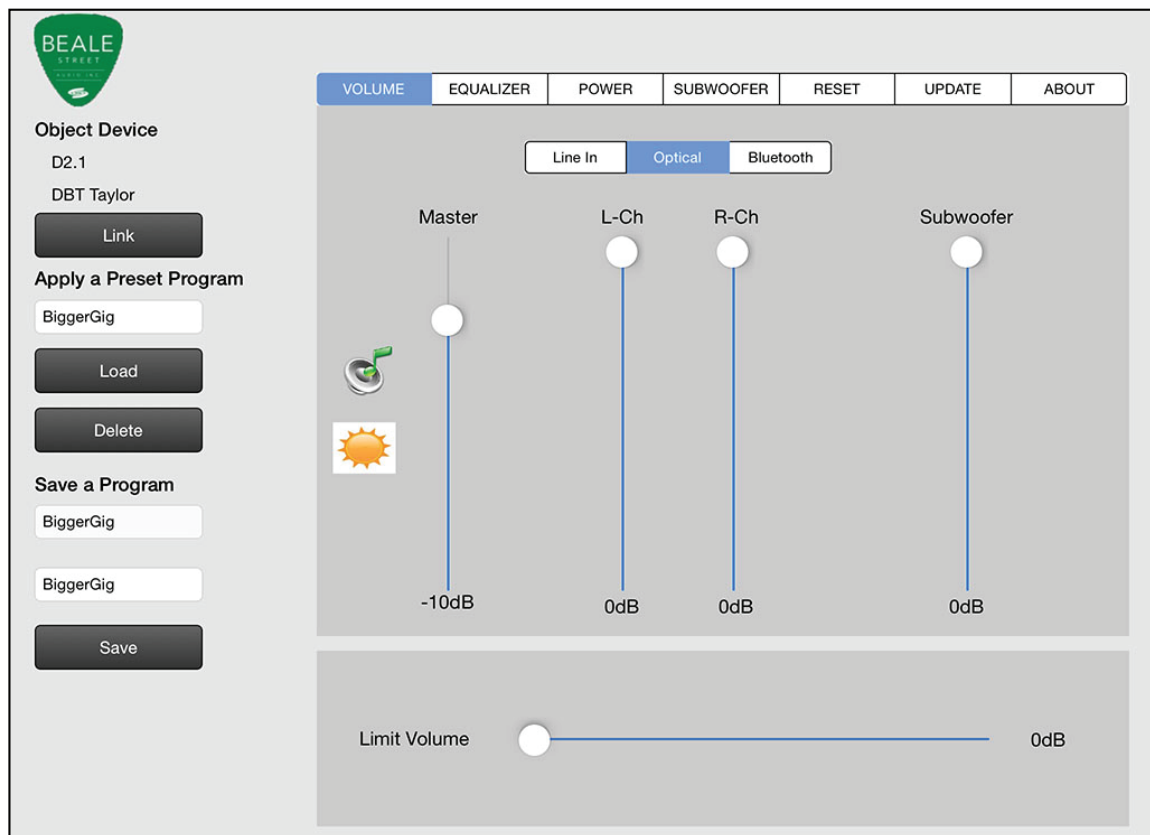 BEALE
STREET
AUDIO INC.
Object Device
D2.1
DBT Taylor
Link
Apply a Preset Program
BiggerGig
Load
Delete
Save a Program
BiggerGig
BiggerGig
Save
VOLUME EQUALIZER POWER SUBWOOFER RESET UPDATE ABOUT
Line In Optical Bluetooth
Master L-Ch R-Ch Subwoofer
-10dB 0dB 0dB 0dB
Limit Volume 0dB